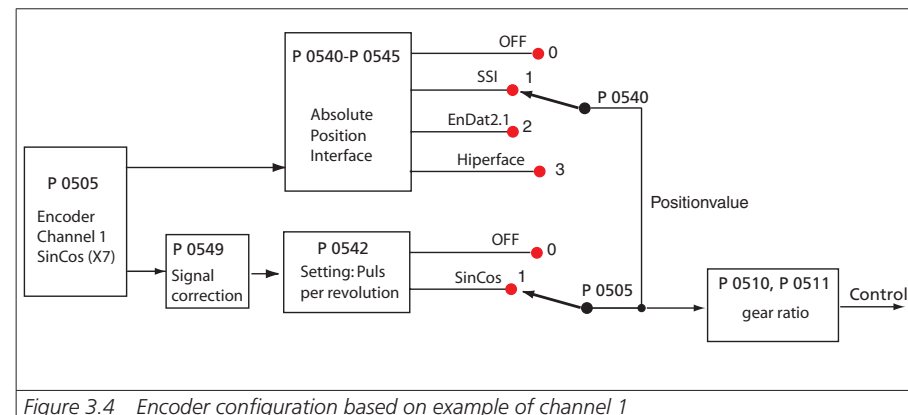 OFF
0
P 0540-P 0545
SSI
1
P 0540
Absolute
Position
Interface
EnDat2.1
2
Hiperface
3
P 0505
Encoder
Channel 1
SinCos (X7)
Positionvalue
P 0549
Signal
correction
P 0542
Setting: Puls
per revolution
OFF
0
SinCos
1
P 0505
P 0510, P 0511
gear ratio
Control
Figure 3.4 Encoder configuration based on example of channel 1